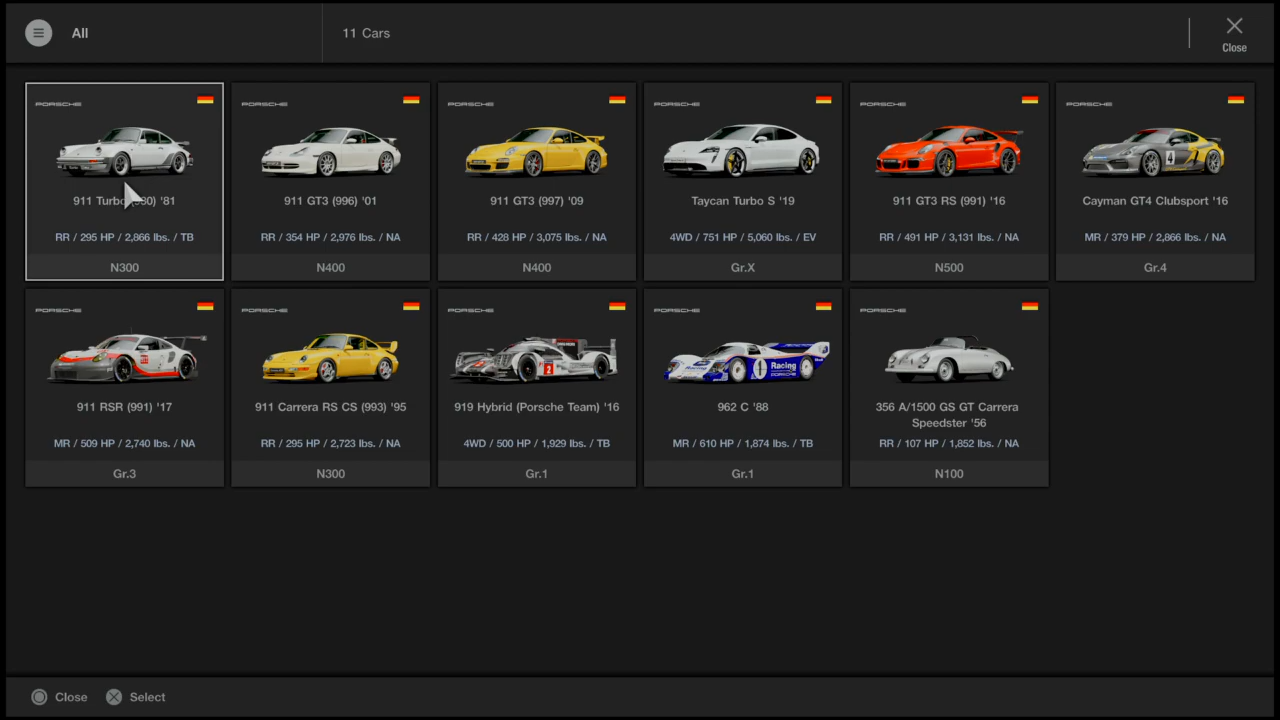 All
11 Cars
Close
PORSCHE
911 Turbo (930) '81
RR / 295 HP / 2,866 lbs. / TB
N300
PORSCHE
911 GT3 (996) '01
RR / 354 HP / 2,976 lbs. / NA
N400
PORSCHE
911 GT3 (997) '09
RR / 428 HP / 3,075 lbs. / NA
N400
PORSCHE
Taycan Turbo S '19
4WD / 751 HP / 5,060 lbs. / EV
Gr.X
PORSCHE
911 GT3 RS (991) '16
RR / 491 HP / 3,131 lbs. / NA
N500
PORSCHE
4
Cayman GT4 Clubsport '16
MR / 379 HP / 2,866 lbs. / NA
Gr.4
PORSCHE
911 RSR (991) '17
MR / 509 HP / 2,740 lbs. / NA
Gr.3
PORSCHE
911 Carrera RS CS (993) '95
RR / 295 HP / 2,723 lbs. / NA
N300
PORSCHE
2
919 Hybrid (Porsche Team) '16
4WD / 500 HP / 1,929 lbs. / TB
Gr.1
PORSCHE
1 Racing
962 C '88
MR / 610 HP / 1,874 lbs. / TB
Gr.1
PORSCHE
356 A/1500 GS GT Carrera
Speedster '56
RR / 107 HP / 1,852 lbs. / NA
N100
Close
Select